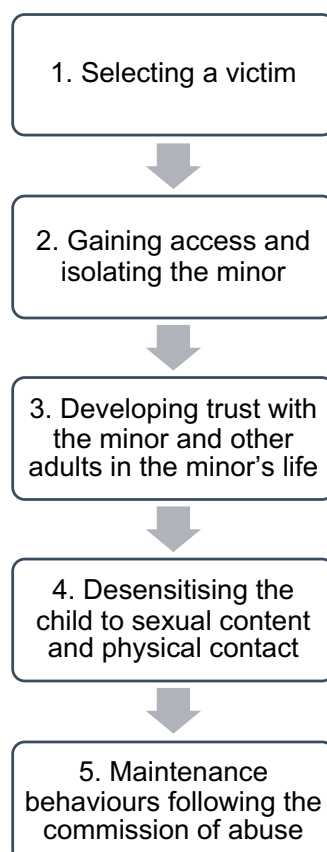 1. Selecting a victim
2. Gaining access and
isolating the minor
3. Developing trust with
the minor and other
adults in the minor’s life
4. Desensitising the
child to sexual content
and physical contact
5. Maintenance
behaviours following the
commission of abuse